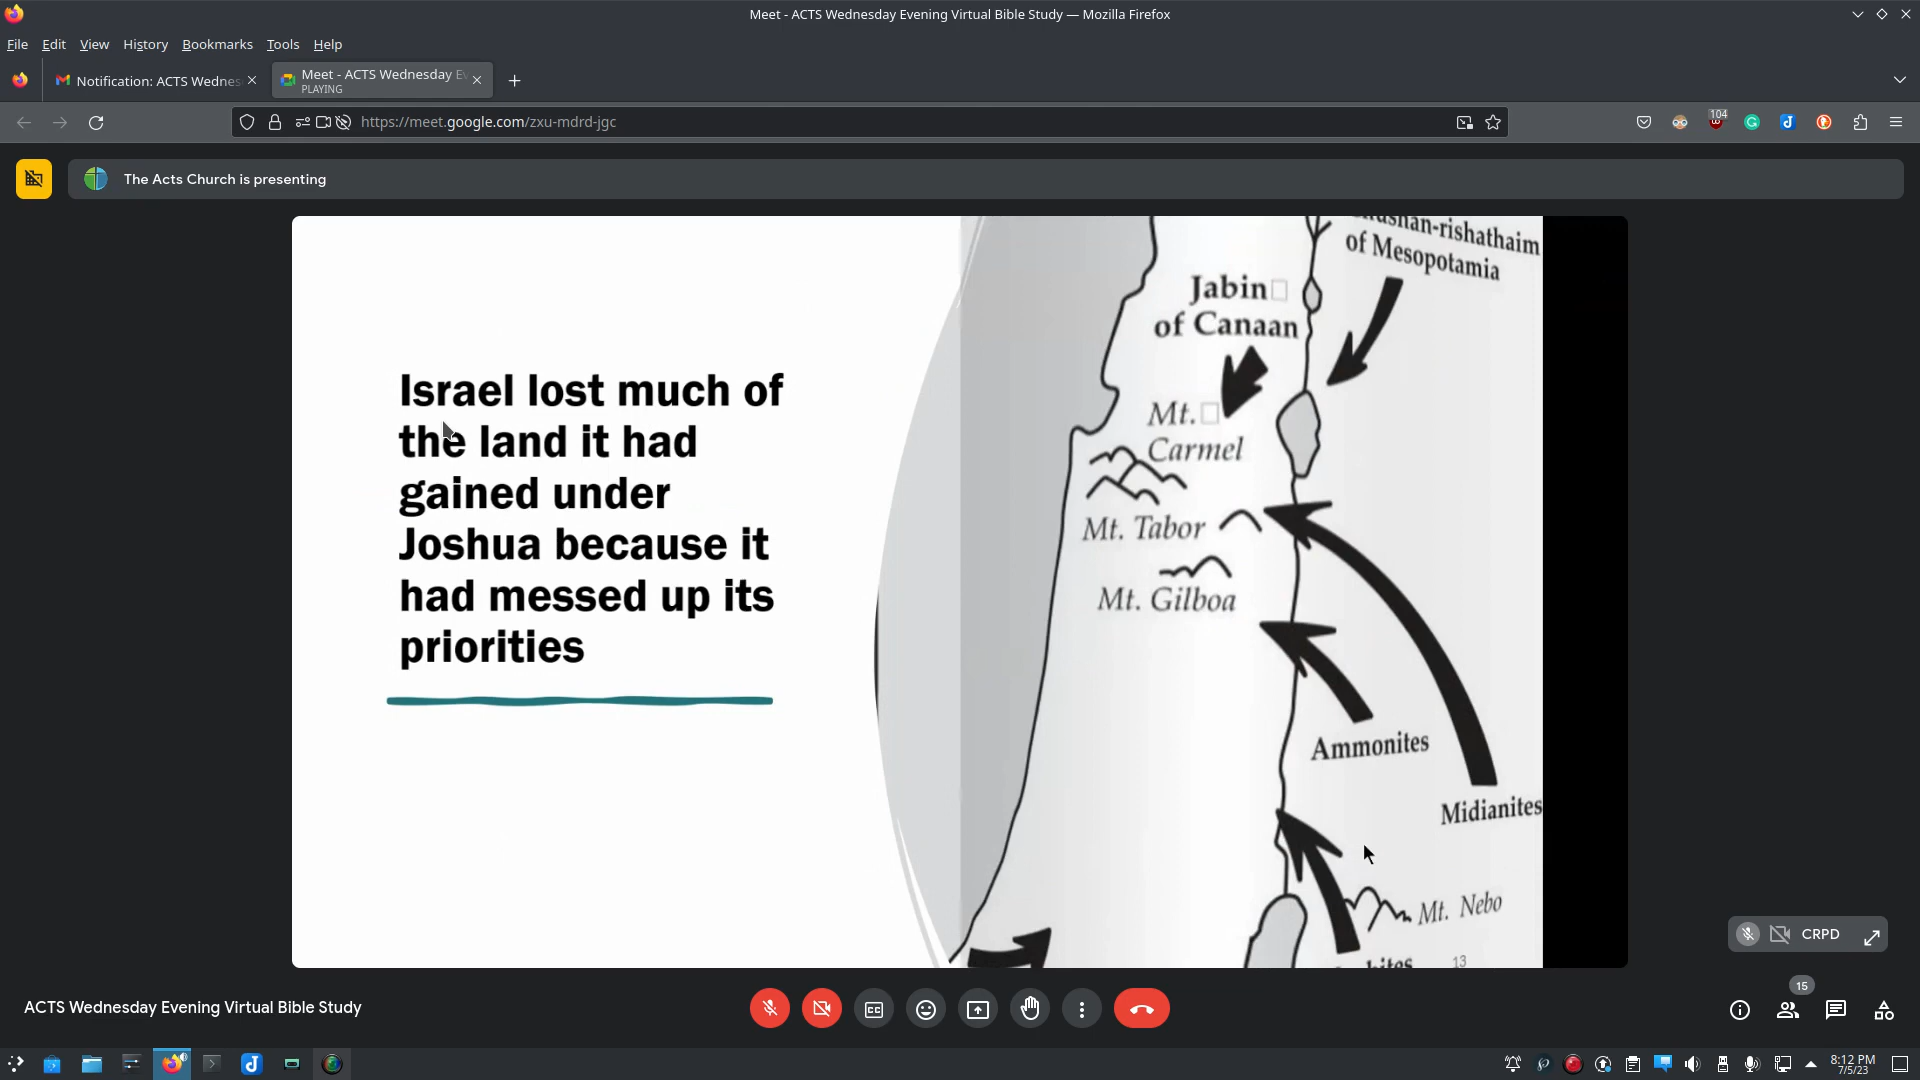 Meet - ACTS Wednesday Evening Virtual Bible Study — Mozilla Firefox
File Edit View History Bookmarks Tools Help
Notification: ACTS Wednes
Meet - ACTS Wednesday Ev
PLAYING
https://meet.google.com/zxu-mdrd-jgc
104
The Acts Church is presenting
Israel lost much of
the land it had
gained under
Joshua because it
had messed up its
priorities
of Mesopotamia
Jabin
of Canaan
Mt.
Carmel
Mt. Tabor
Mt. Gilboa
Ammonites
Midianites
Mt. Nebo
13
CRPD
ACTS Wednesday Evening Virtual Bible Study
15
8:12 PM
7/5/23